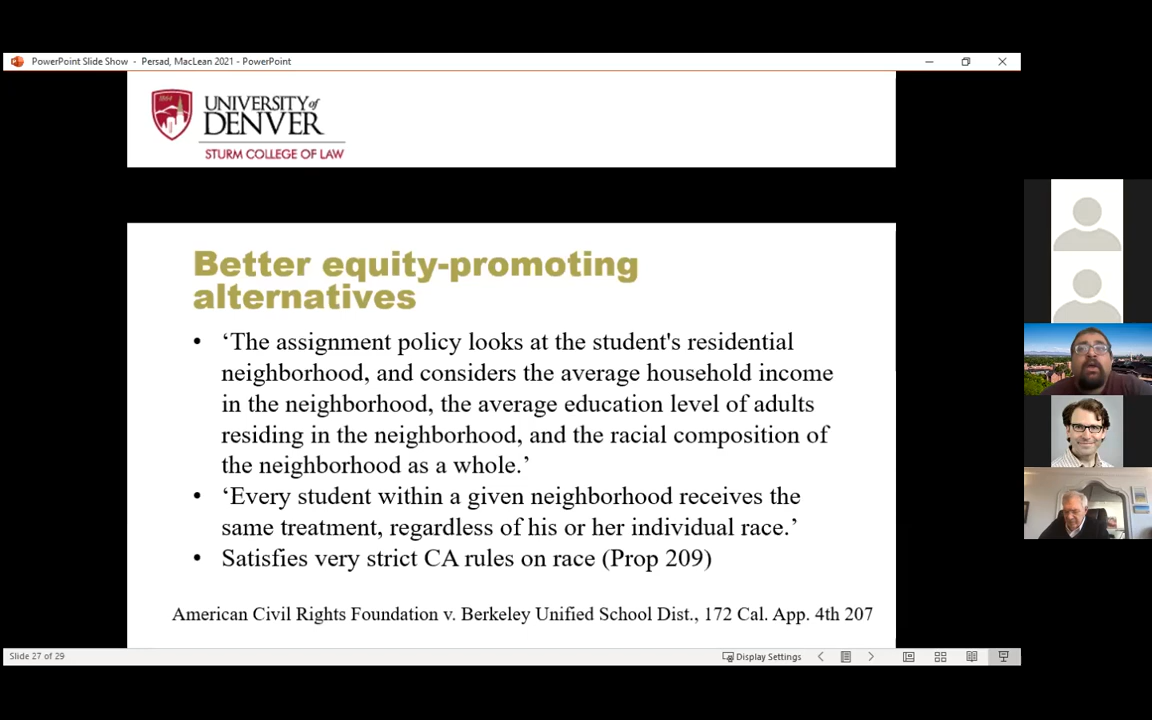 PowerPoint Slide Show - Persad, MacLean 2021 - PowerPoint
1864
UNIVERSITY of
DENVER
STURM COLLEGE OF LAW
Better equity-promoting
alternatives
• ‘The assignment policy looks at the student's residential
neighborhood, and considers the average household income
in the neighborhood, the average education level of adults
residing in the neighborhood, and the racial composition of
the neighborhood as a whole.’
• ‘Every student within a given neighborhood receives the
same treatment, regardless of his or her individual race.’
• Satisfies very strict CA rules on race (Prop 209)
American Civil Rights Foundation v. Berkeley Unified School Dist., 172 Cal. App. 4th 207
Slide 27 of 29
Display Settings